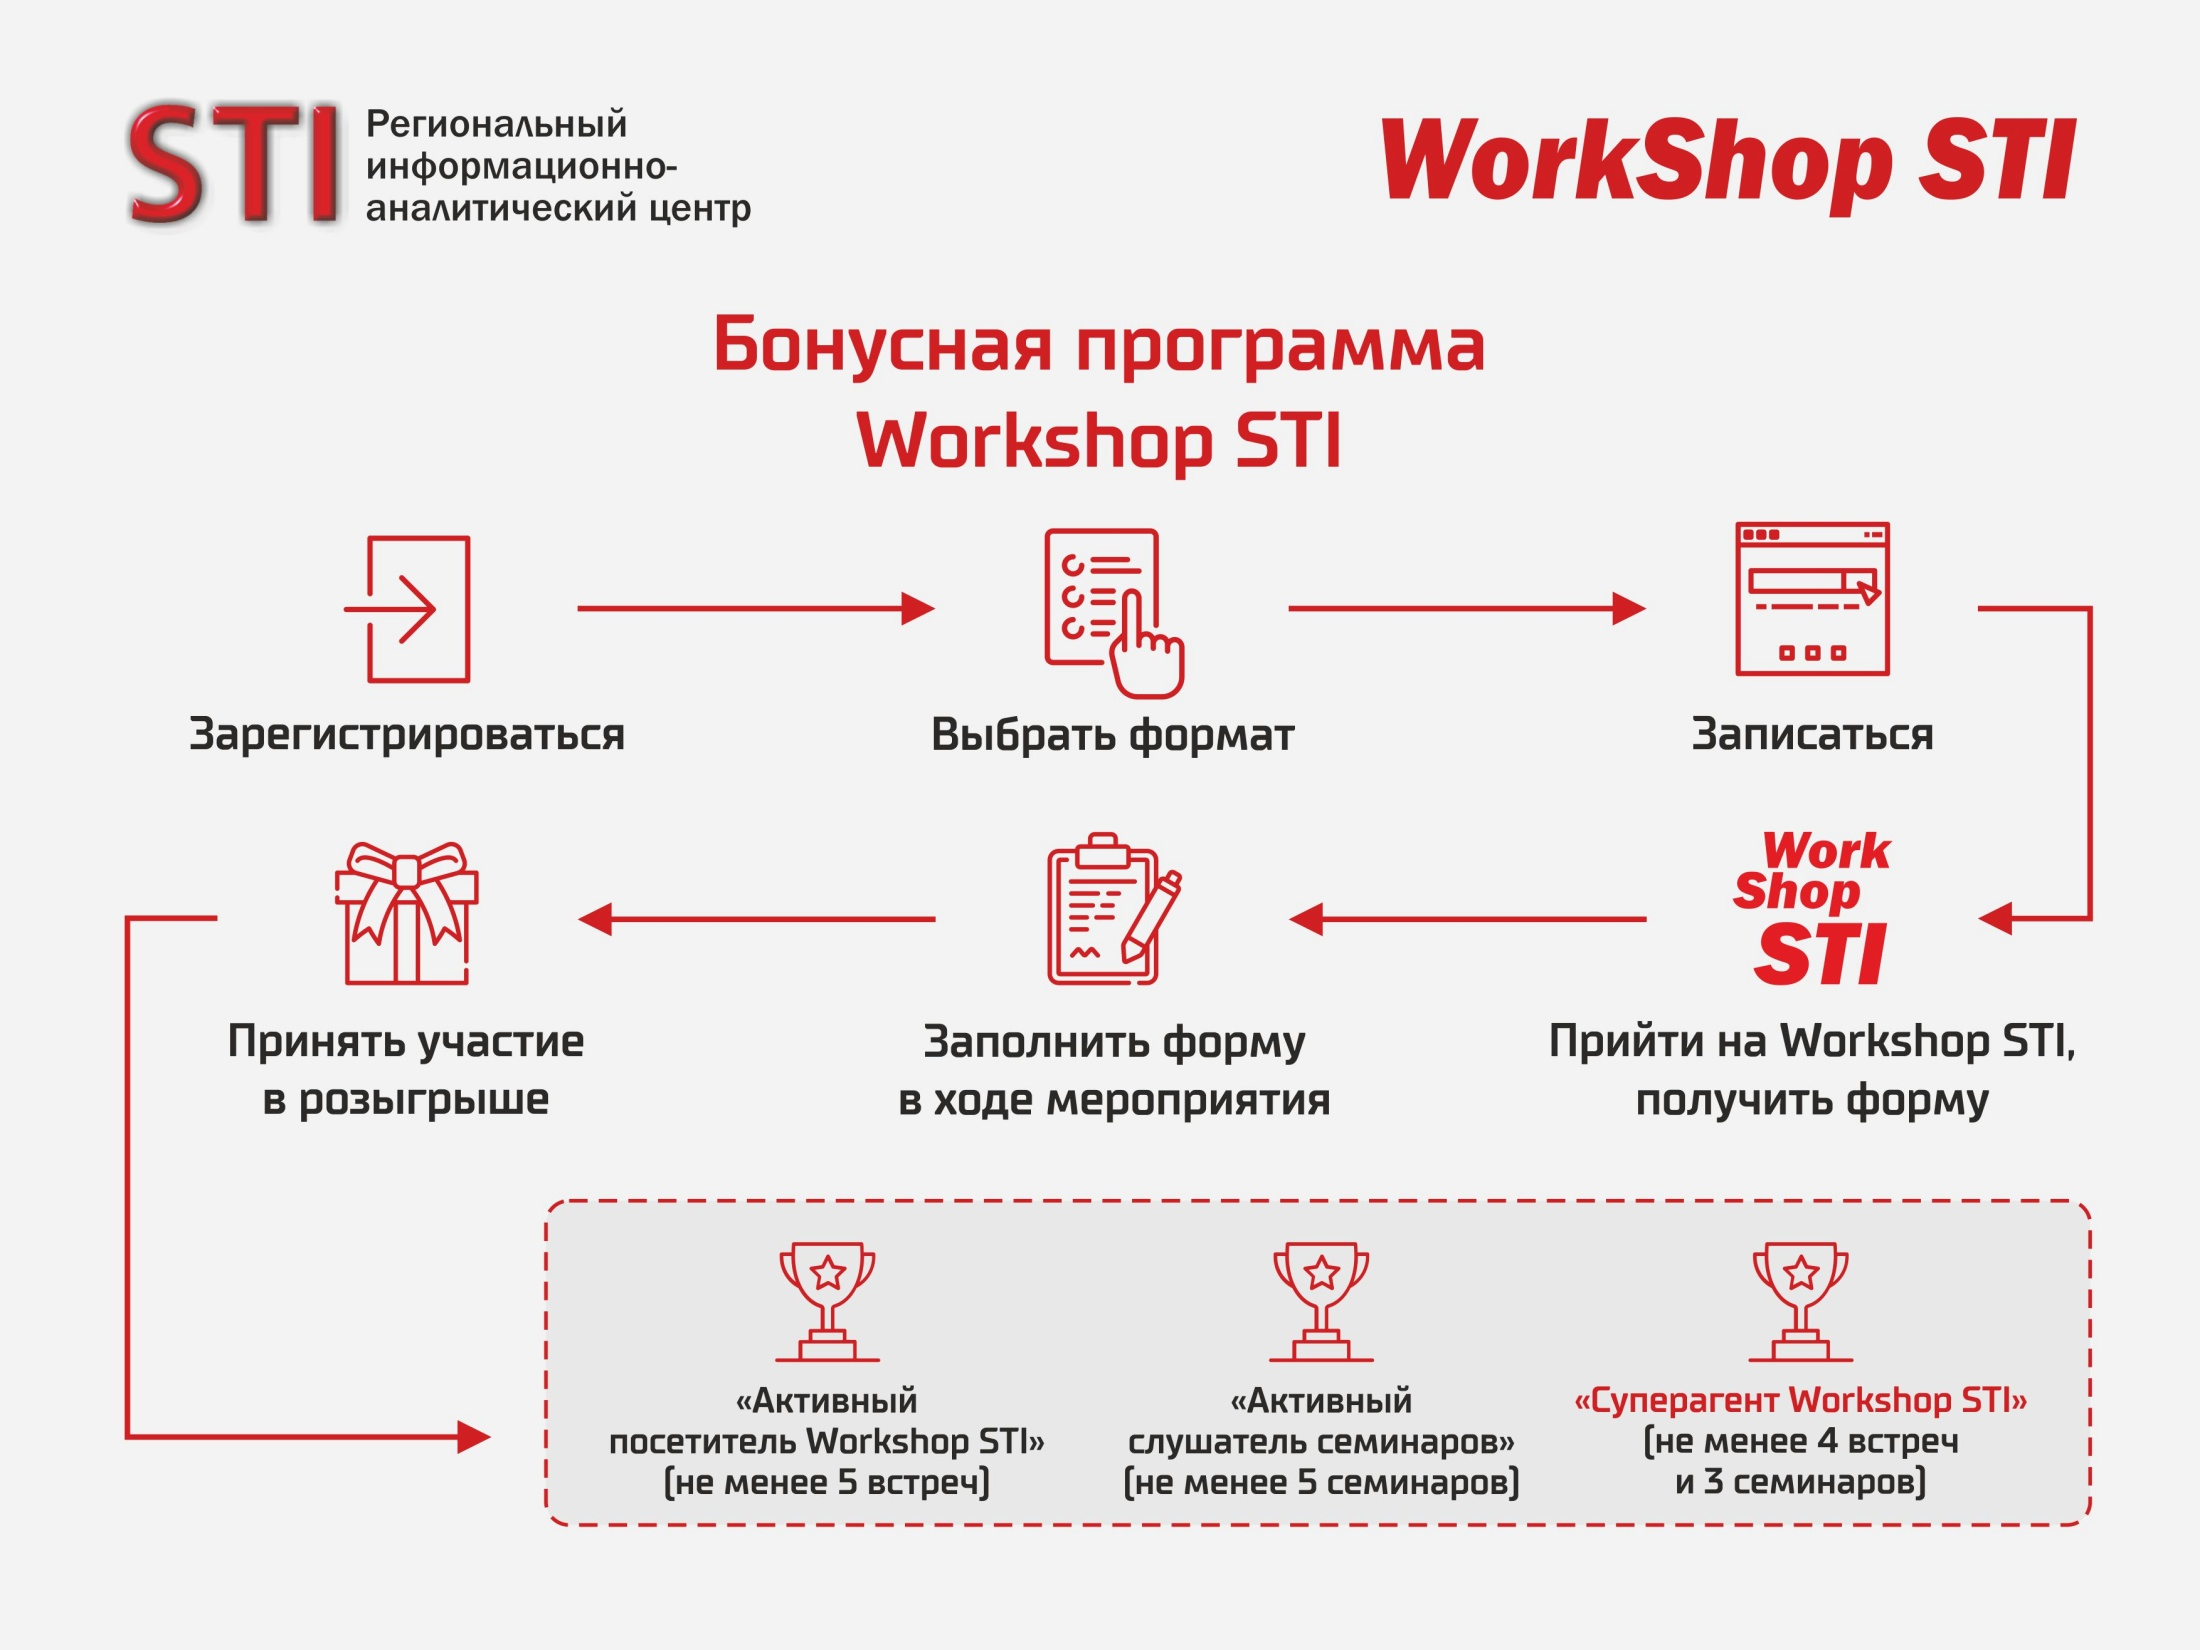 STI
Региональный
информационно-
аналитический центр
WorkShop STI
Бонусная программа
Workshop STI
Зарегистрироваться
Выбрать формат
Записаться
Work
Shop
STI
Прийти на Workshop STI,
получить форму
Заполнить форму
в ходе мероприятия
Принять участие
в розыгрыше
«Активный
посетитель Workshop STI»
(не менее 5 встреч)
«Активный
слушатель семинаров»
(не менее 5 семинаров)
«Суперагент Workshop STI»
(не менее 4 встреч
и 3 семинаров)